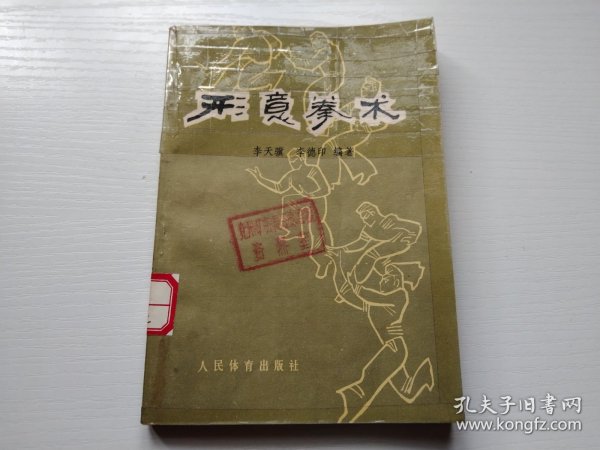 形意拳术
李天骥 李德印 编著
资料室
人民体育出版社
孔夫子旧书网
www.kongfz.com